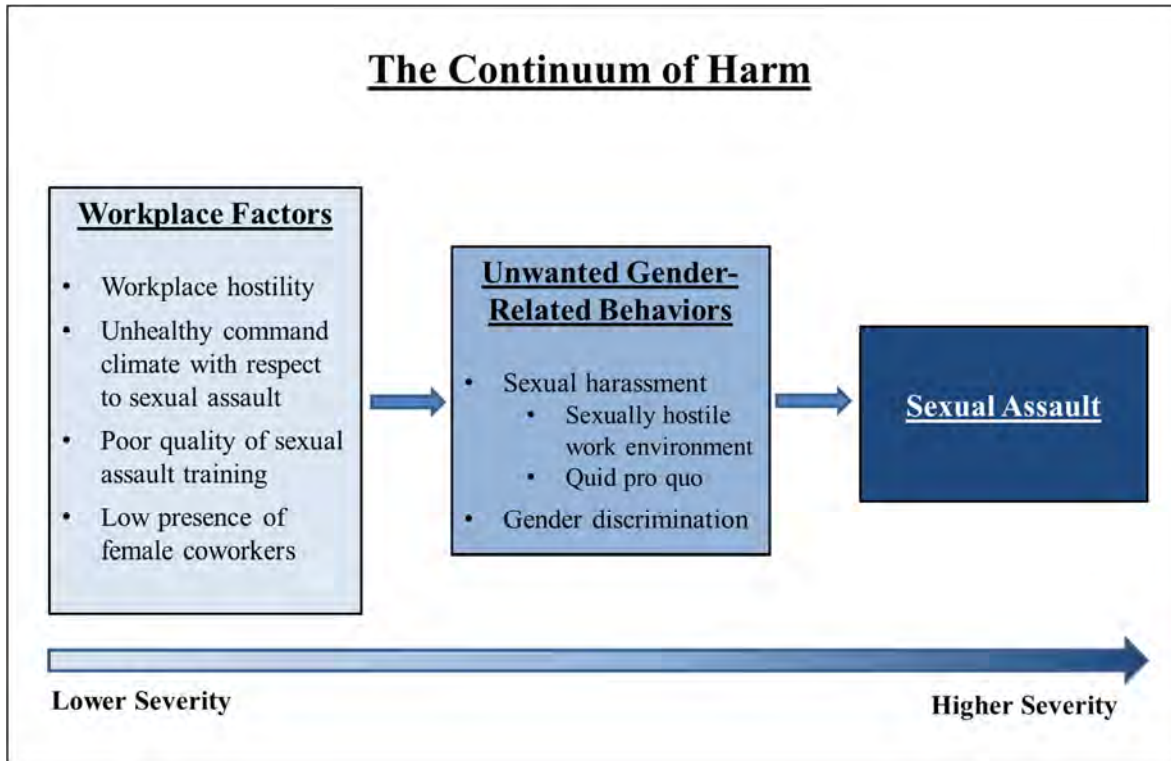 The Continuum of Harm
Workplace Factors
• Workplace hostility
• Unhealthy command
climate with respect
to sexual assault
• Poor quality of sexual
assault training
• Low presence of
female coworkers
Unwanted Gender-
Related Behaviors
• Sexual harassment
• Sexually hostile
work environment
• Quid pro quo
• Gender discrimination
Sexual Assault
Lower Severity
Higher Severity